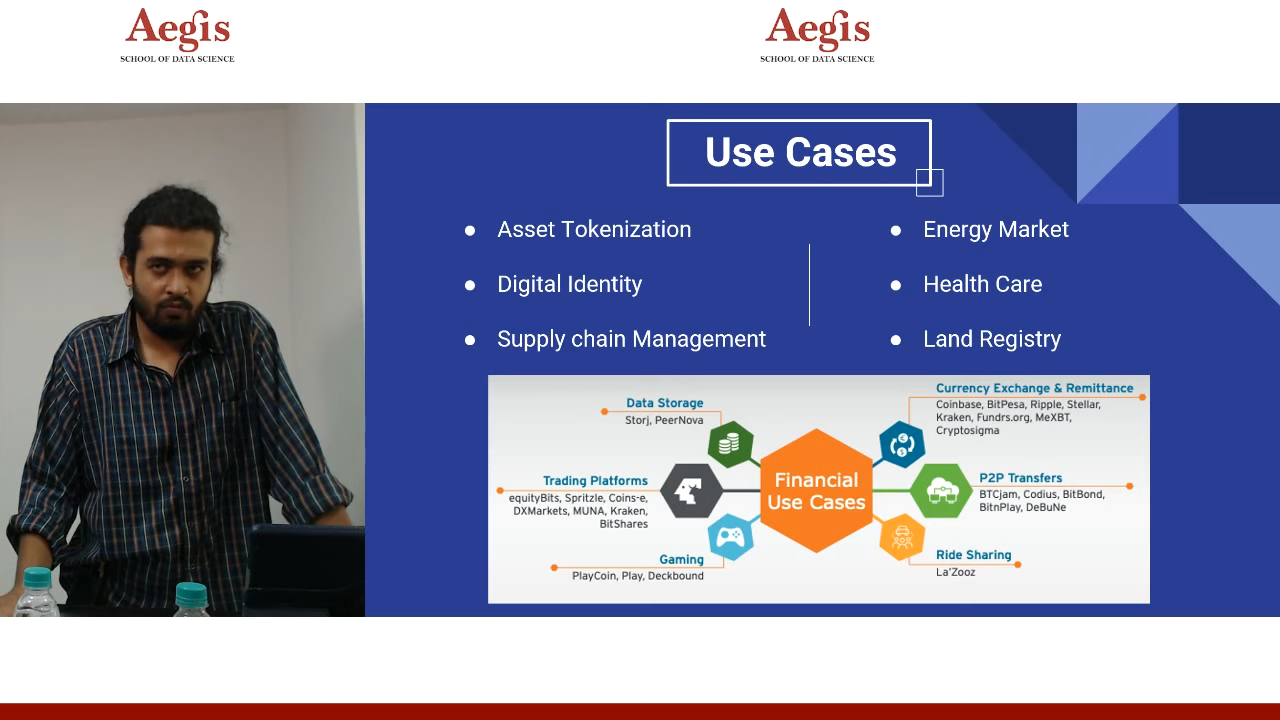 Aegis
SCHOOL OF DATA SCIENCE
Aegis
SCHOOL OF DATA SCIENCE
Use Cases
● Asset Tokenization
● Digital Identity
● Supply chain Management
● Energy Market
● Health Care
● Land Registry
Data Storage
Storj, PeerNova
Trading Platforms
equityBits, Spritzle, Coins-e,
DXMarkets, MUNA, Kraken,
BitShares
Gaming
PlayCoin, Play, Deckbound
Financial
Use Cases
Currency Exchange & Remittance
Coinbase, BitPesa, Ripple, Stellar,
Kraken, Fundrs.org, MeXBT,
Cryptosigma
P2P Transfers
BTCjam, Codius, BitBond,
BitnPlay, DeBuNe
Ride Sharing
La'Zooz